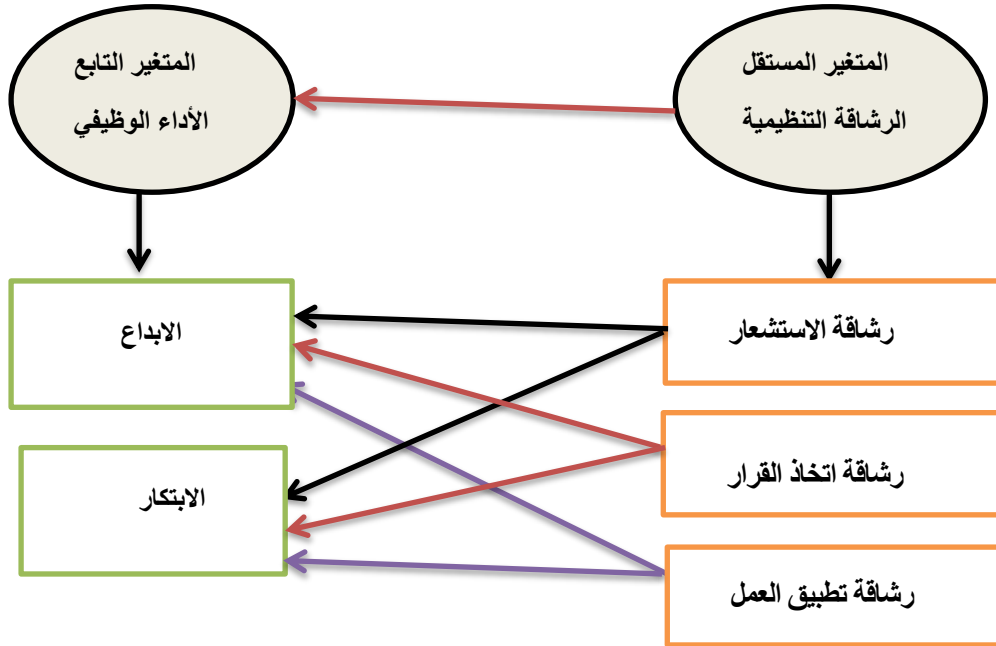 المتغير المستقل
الرشاقة التنظيمية
المتغير التابع
الأداء الوظيفي
رشاقة الاستشعار
الابداع
رشاقة اتخاذ القرار
الابتكار
رشاقة تطبيق العمل